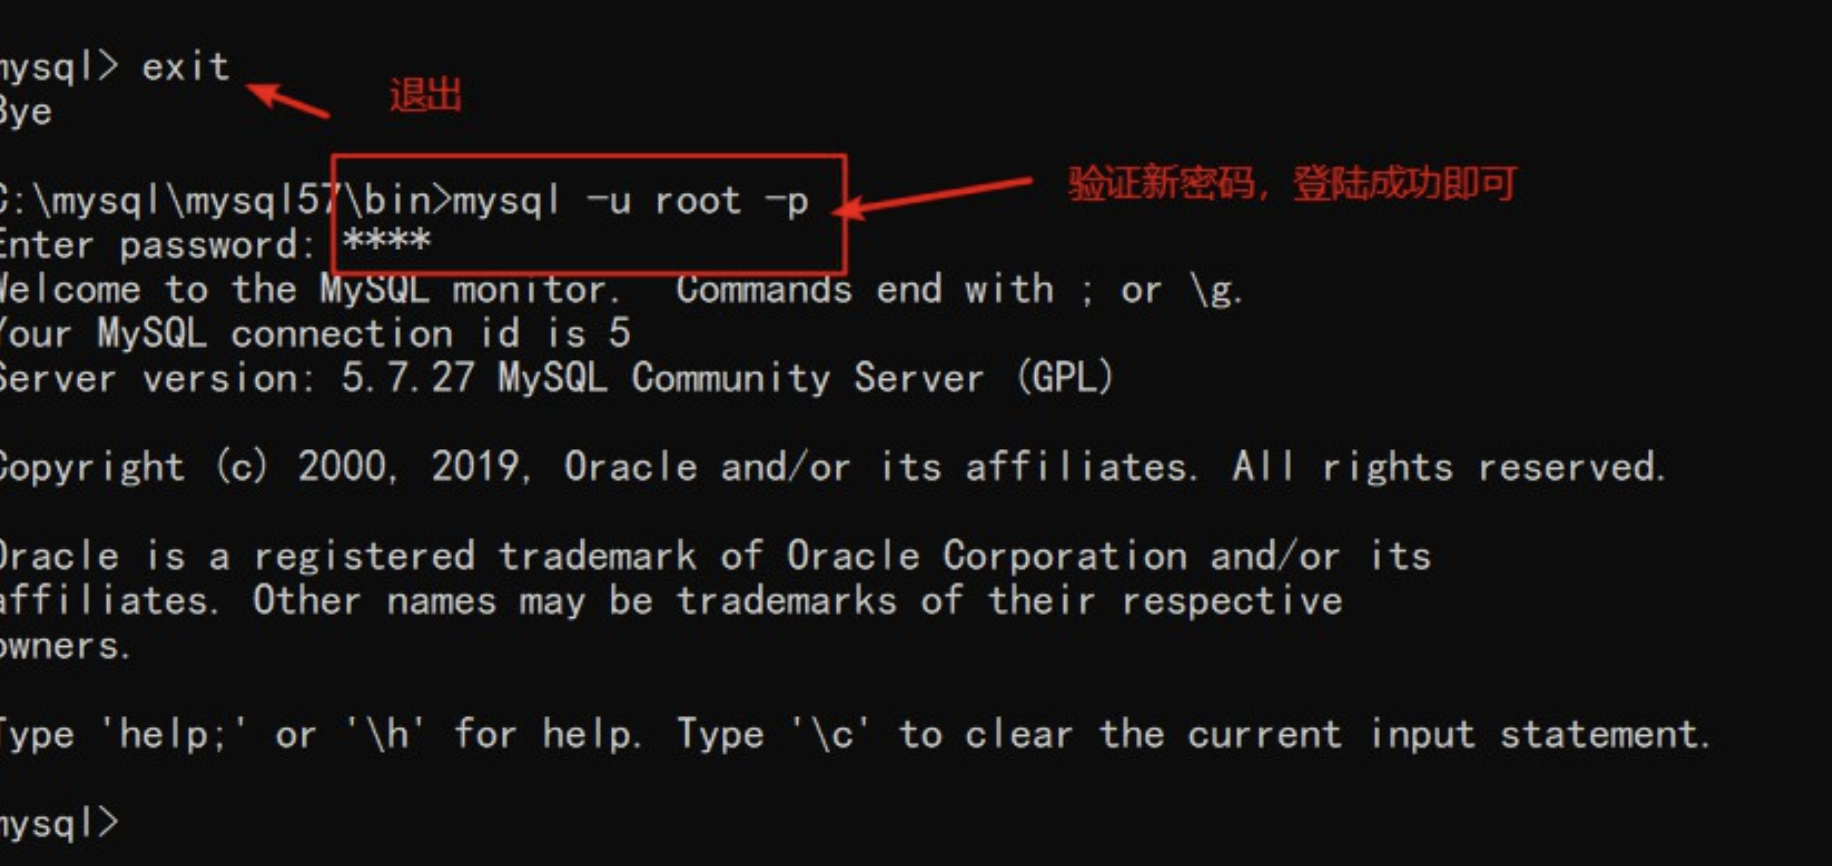 mysql> exit
退出
Bye
C:\mysql\mysql57\bin>mysql -u root -p
验证新密码，登陆成功即可
Enter password: ****
Welcome to the MySQL monitor.  Commands end with ; or \g.
Your MySQL connection id is 5
Server version: 5.7.27 MySQL Community Server (GPL)
Copyright (c) 2000, 2019, Oracle and/or its affiliates. All rights reserved.
Oracle is a registered trademark of Oracle Corporation and/or its
affiliates. Other names may be trademarks of their respective
owners.
Type 'help;' or '\h' for help. Type '\c' to clear the current input statement.
mysql>